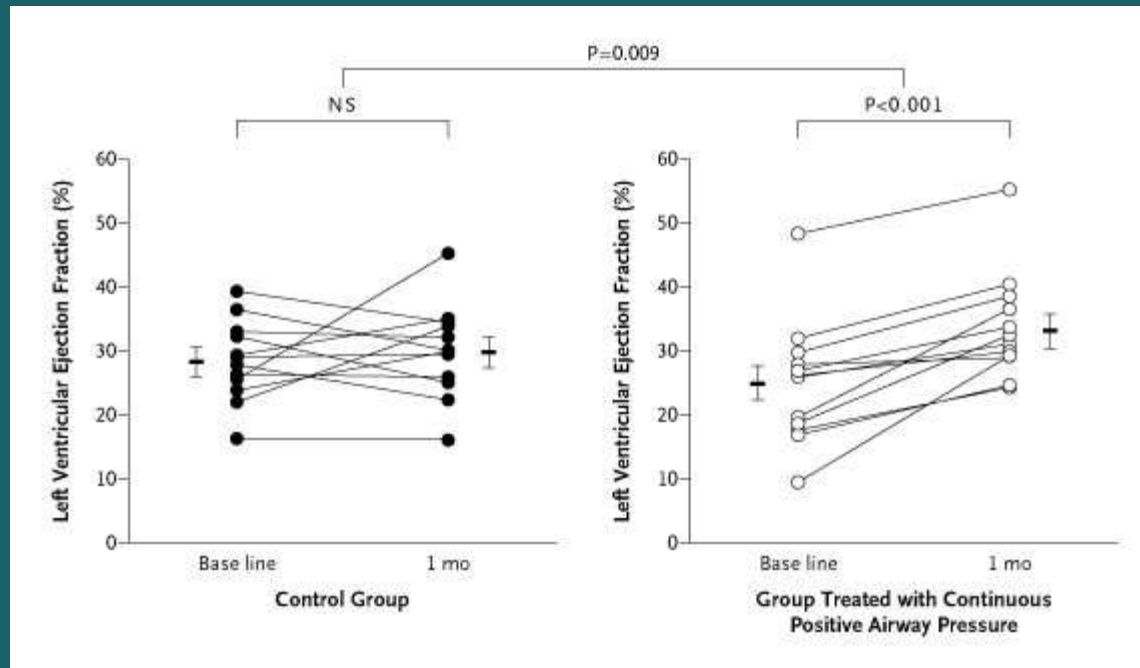 P=0.009
NS
P<0.001
Left Ventricular Ejection Fraction (%)
60
50
40
30
20
10
0
Base line
1 mo
Control Group
Left Ventricular Ejection Fraction (%)
60
50
40
30
20
10
0
Base line
1 mo
Group Treated with Continuous
Positive Airway Pressure